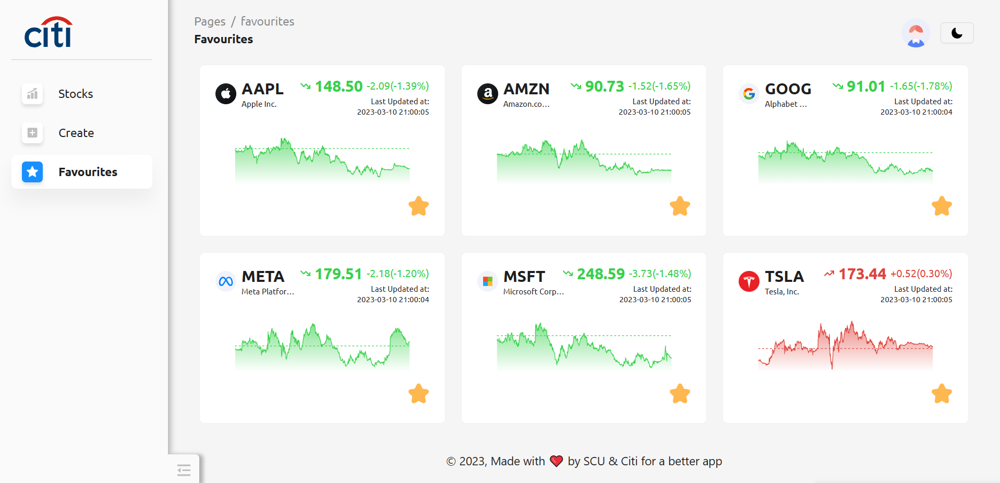 citi
Stocks
Create
Favourites
Pages / favourites
Favourites
AAPL
Apple Inc.
148.50 -2.09(-1.39%)
Last Updated at:
2023-03-10 21:00:05
AMZN
Amazon.co...
90.73 -1.52(-1.65%)
Last Updated at:
2023-03-10 21:00:05
GOOG
Alphabet ...
91.01 -1.65(-1.78%)
Last Updated at:
2023-03-10 21:00:04
META
Meta Platfor...
179.51 -2.18(-1.20%)
Last Updated at:
2023-03-10 21:00:04
MSFT
Microsoft Corp...
248.59 -3.73(-1.48%)
Last Updated at:
2023-03-10 21:00:05
TSLA
Tesla, Inc.
173.44 +0.52(0.30%)
Last Updated at:
2023-03-10 21:00:05
© 2023, Made with ❤️ by SCU & Citi for a better app